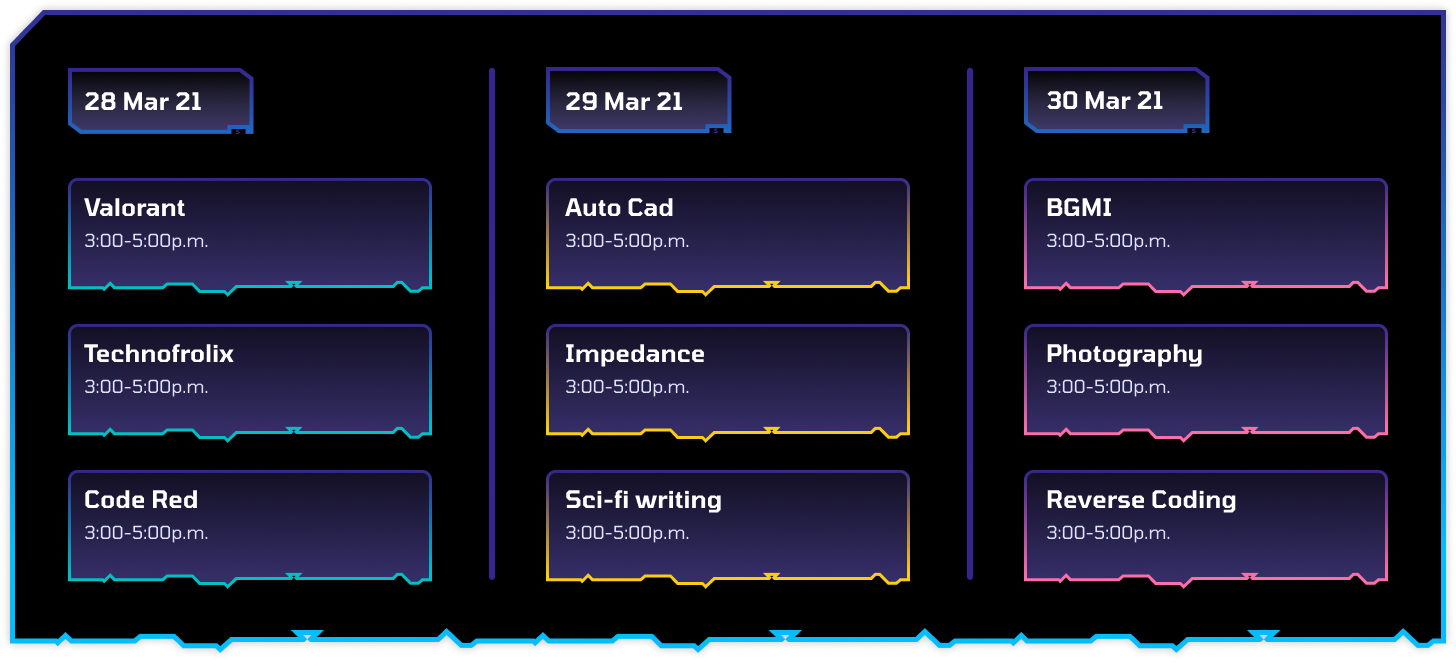 28 Mar 21
Valorant
3:00-5:00p.m.
Technofrolix
3:00-5:00p.m.
Code Red
3:00-5:00p.m.
29 Mar 21
Auto Cad
3:00-5:00p.m.
Impedance
3:00-5:00p.m.
Sci-fi writing
3:00-5:00p.m.
30 Mar 21
BGMI
3:00-5:00p.m.
Photography
3:00-5:00p.m.
Reverse Coding
3:00-5:00p.m.